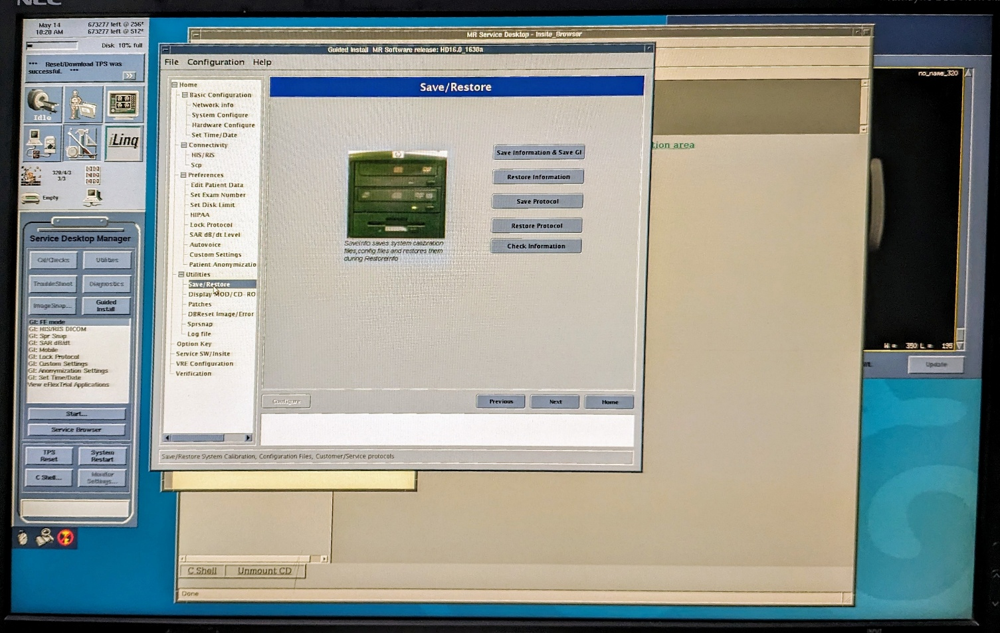 NEC
May 14
10:20 AM
673277 left @ 256²
673277 left @ 512²
Disk: 10% full
*** Reset/Download TPS was
successful. ***
>>
Idle
iLinq
320/4/3
3/3
Empty
Service Desktop Manager
Cal/Checks
Utilities
TroubleShoot
Diagnostics
ImageSnap...
Guided
Install
GI: FE mode
GI: HIS/RIS DICOM
GI: Spr Snap
GI: SAR dB/dt
GI: Mobile
GI: Lock Protocol
GI: Custom Settings
GI: Anonymization Settings
GI: Set Time/Date
View eFlexTrial Applications
Start...
Service Browser
TPS
Reset
System
Restart
C Shell...
Monitor
Settings...
MR Service Desktop - Insite_Browser
Guided Install MR Software release: HD16.0_1638a
File Configuration Help
Home
Basic Configuration
Network info
System Configure
Hardware Configure
Set Time/Date
Connectivity
HIS/RIS
Scp
Preferences
Edit Patient Data
Set Exam Number
Set Disk Limit
HIPAA
Lock Protocol
SAR dB/dt Level
Autovoice
Custom Settings
Patient Anonymizatio
Utilities
Save/Restore
Display MOD/CD-RO
Patches
DBReset Image/Error
Sprsnap
Log file
Option Key
Service SW/Insite
VRE Configuration
Verification
Save/Restore
SaveInfo saves system calibration
files,config files and restores them
during RestoreInfo
Save Information & Save GI
Restore Information
Save Protocol
Restore Protocol
Check Information
Configure
Previous
Next
Home
Save/Restore System Calibration, Configuration Files, Customer/Service protocols
tion area
C Shell
Unmount CD
Done
no_name_320
W = 350 L = 195
Update
INPUT